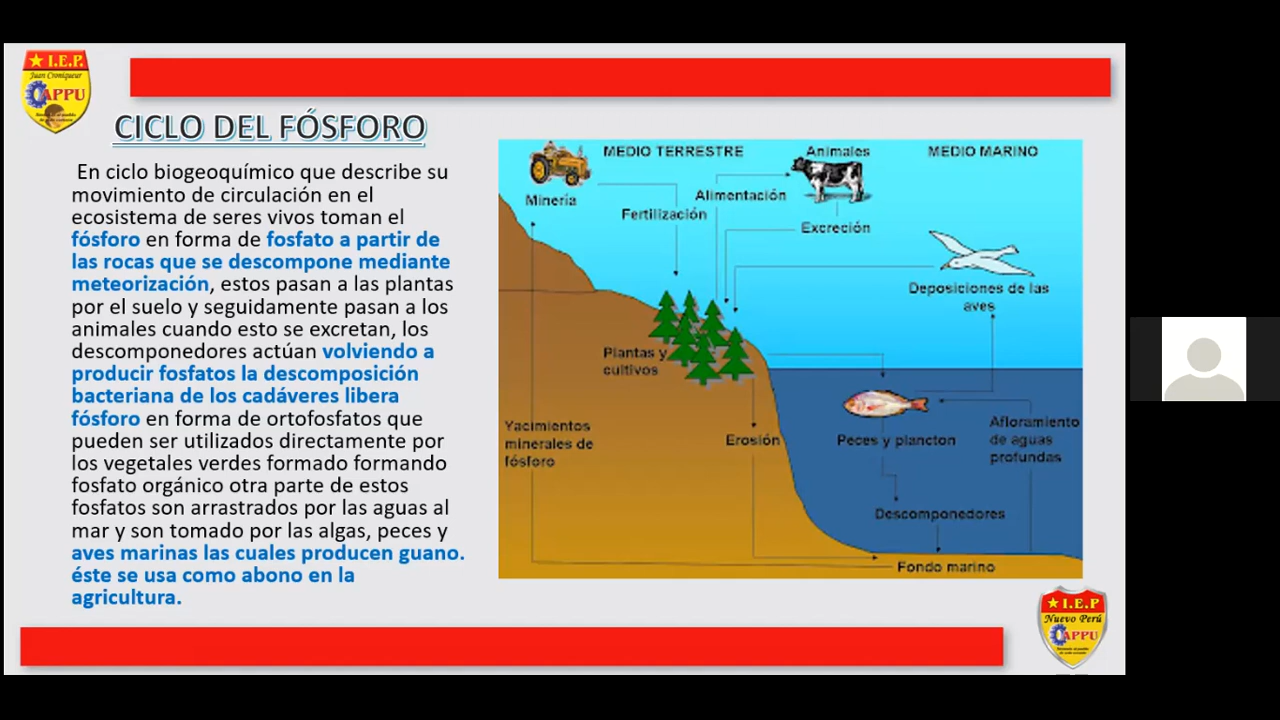 I.E.P.
Juan Croniqueur
APPU
CICLO DEL FÓSFORO
En ciclo biogeoquímico que describe su
movimiento de circulación en el
ecosistema de seres vivos toman el
fósforo en forma de fosfato a partir de
las rocas que se descompone mediante
meteorización, estos pasan a las plantas
por el suelo y seguidamente pasan a los
animales cuando esto se excretan, los
descomponedores actúan volviendo a
producir fosfatos la descomposición
bacteriana de los cadáveres libera
fósforo en forma de ortofosfatos que
pueden ser utilizados directamente por
los vegetales verdes formado formando
fosfato orgánico otra parte de estos
fosfatos son arrastrados por las aguas al
mar y son tomado por las algas, peces y
aves marinas las cuales producen guano.
éste se usa como abono en la
agricultura.
MEDIO TERRESTRE
Animales
MEDIO MARINO
Minería
Alimentación
Fertilización
Excreción
Deposiciones de las
aves
Plantas y
cultivos
Yacimientos
minerales de
fósforo
Erosión
Peces y plancton
Afloramiento
de aguas
profundas
Descomponedores
Fondo marino
I.E.P
Nuevo Perú
APPU